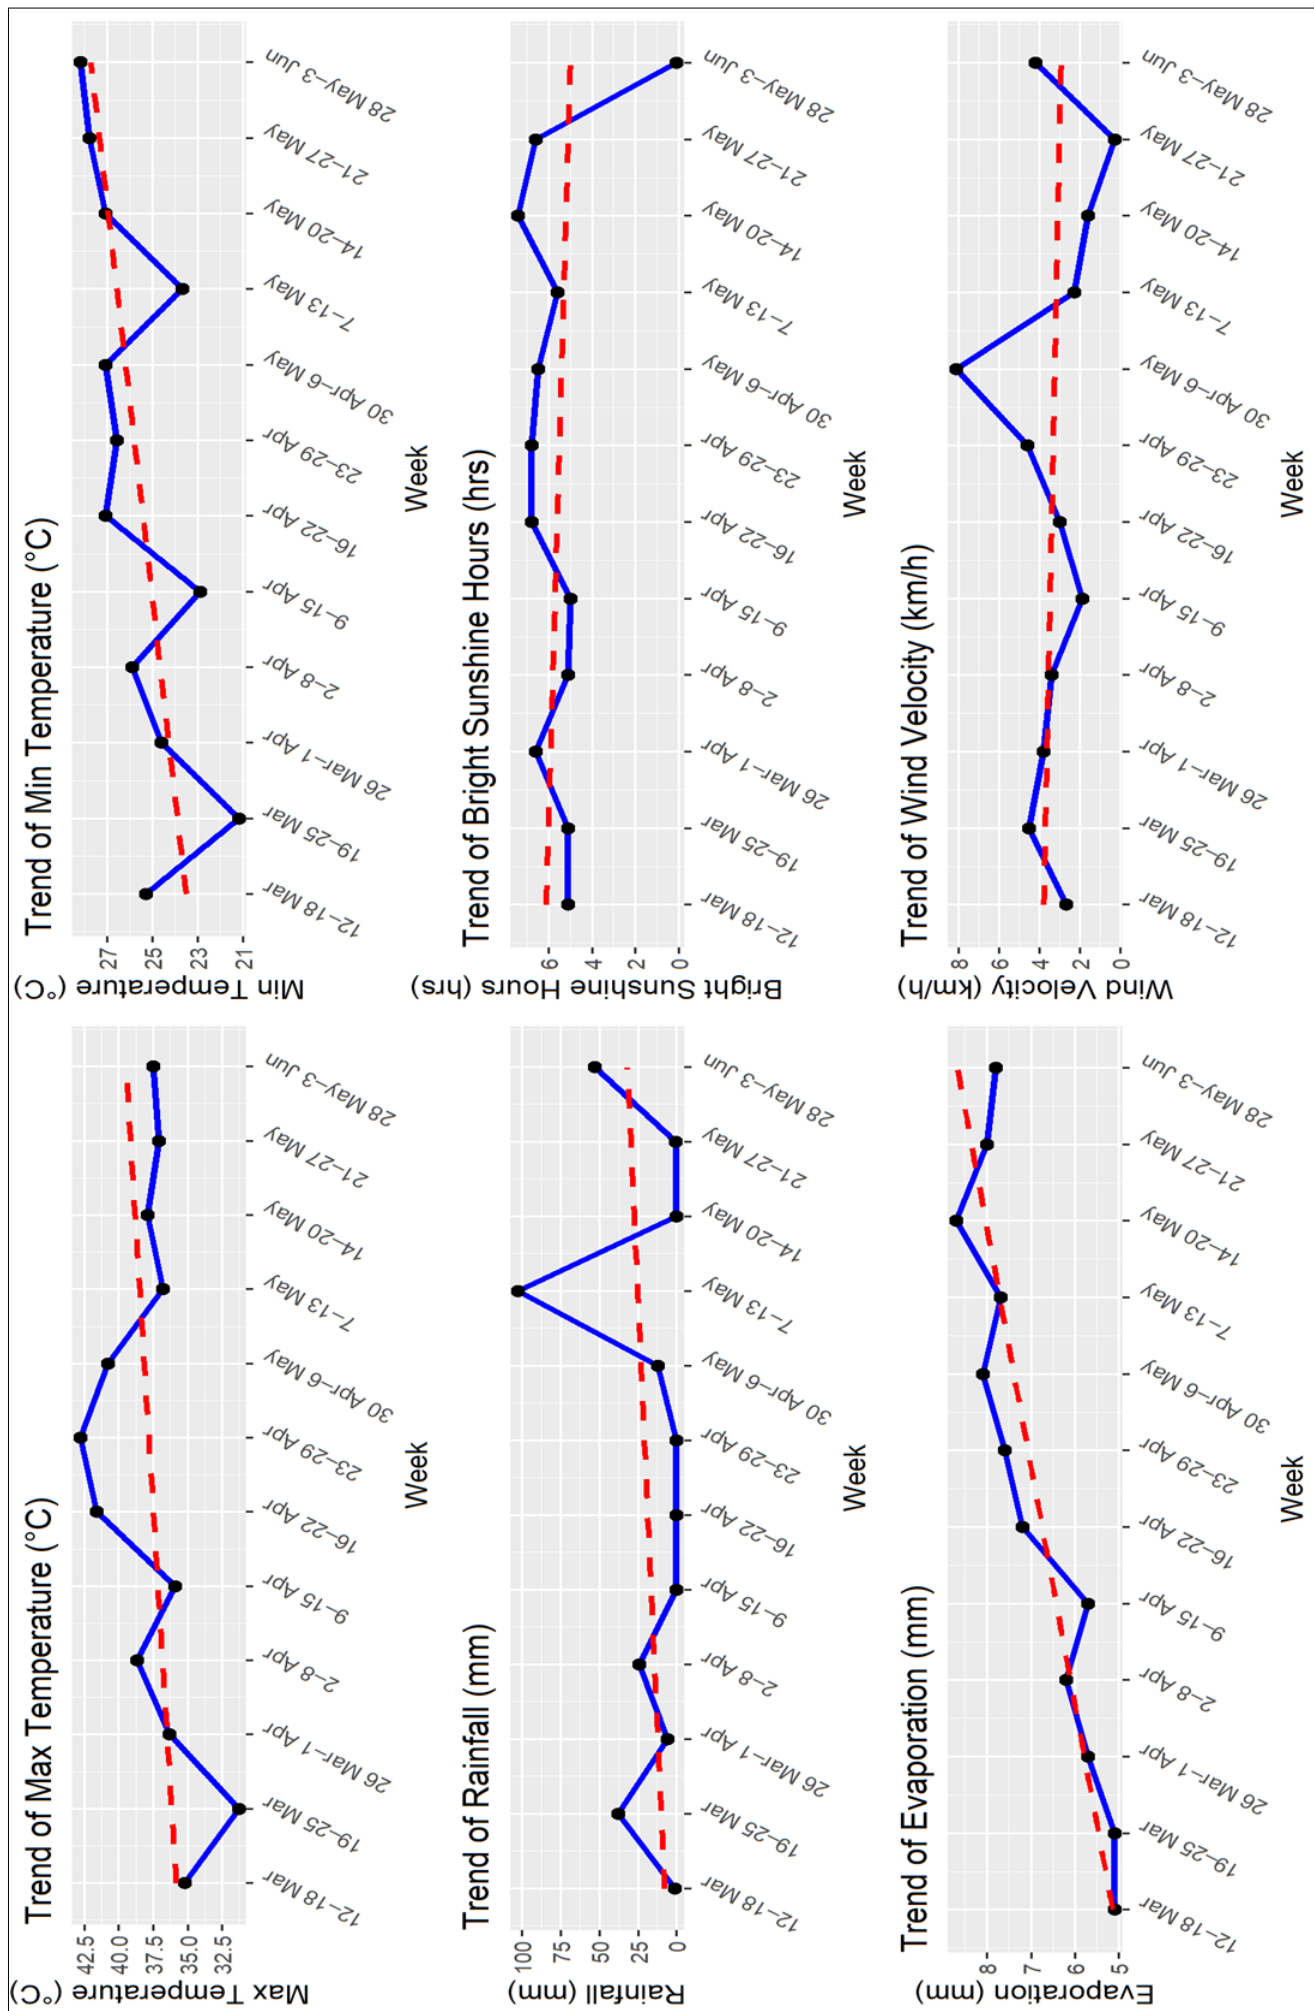 Trend of Max Temperature (°C)
Max Temperature (°C)
42.5
40.0
37.5
35.0
32.5
12–18 Mar
19–25 Mar
26 Mar–1 Apr
2–8 Apr
9–15 Apr
16–22 Apr
23–29 Apr
30 Apr–6 May
7–13 May
14–20 May
21–27 May
28 May–3 Jun
Week
Trend of Min Temperature (°C)
Min Temperature (°C)
27
25
23
21
12–18 Mar
19–25 Mar
26 Mar–1 Apr
2–8 Apr
9–15 Apr
16–22 Apr
23–29 Apr
30 Apr–6 May
7–13 May
14–20 May
21–27 May
28 May–3 Jun
Week
Trend of Rainfall (mm)
Rainfall (mm)
100
75
50
25
0
12–18 Mar
19–25 Mar
26 Mar–1 Apr
2–8 Apr
9–15 Apr
16–22 Apr
23–29 Apr
30 Apr–6 May
7–13 May
14–20 May
21–27 May
28 May–3 Jun
Week
Trend of Bright Sunshine Hours (hrs)
Bright Sunshine Hours (hrs)
6
4
2
0
12–18 Mar
19–25 Mar
26 Mar–1 Apr
2–8 Apr
9–15 Apr
16–22 Apr
23–29 Apr
30 Apr–6 May
7–13 May
14–20 May
21–27 May
28 May–3 Jun
Week
Trend of Evaporation (mm)
Evaporation (mm)
8
7
6
5
12–18 Mar
19–25 Mar
26 Mar–1 Apr
2–8 Apr
9–15 Apr
16–22 Apr
23–29 Apr
30 Apr–6 May
7–13 May
14–20 May
21–27 May
28 May–3 Jun
Week
Trend of Wind Velocity (km/h)
Wind Velocity (km/h)
8
6
4
2
0
12–18 Mar
19–25 Mar
26 Mar–1 Apr
2–8 Apr
9–15 Apr
16–22 Apr
23–29 Apr
30 Apr–6 May
7–13 May
14–20 May
21–27 May
28 May–3 Jun
Week